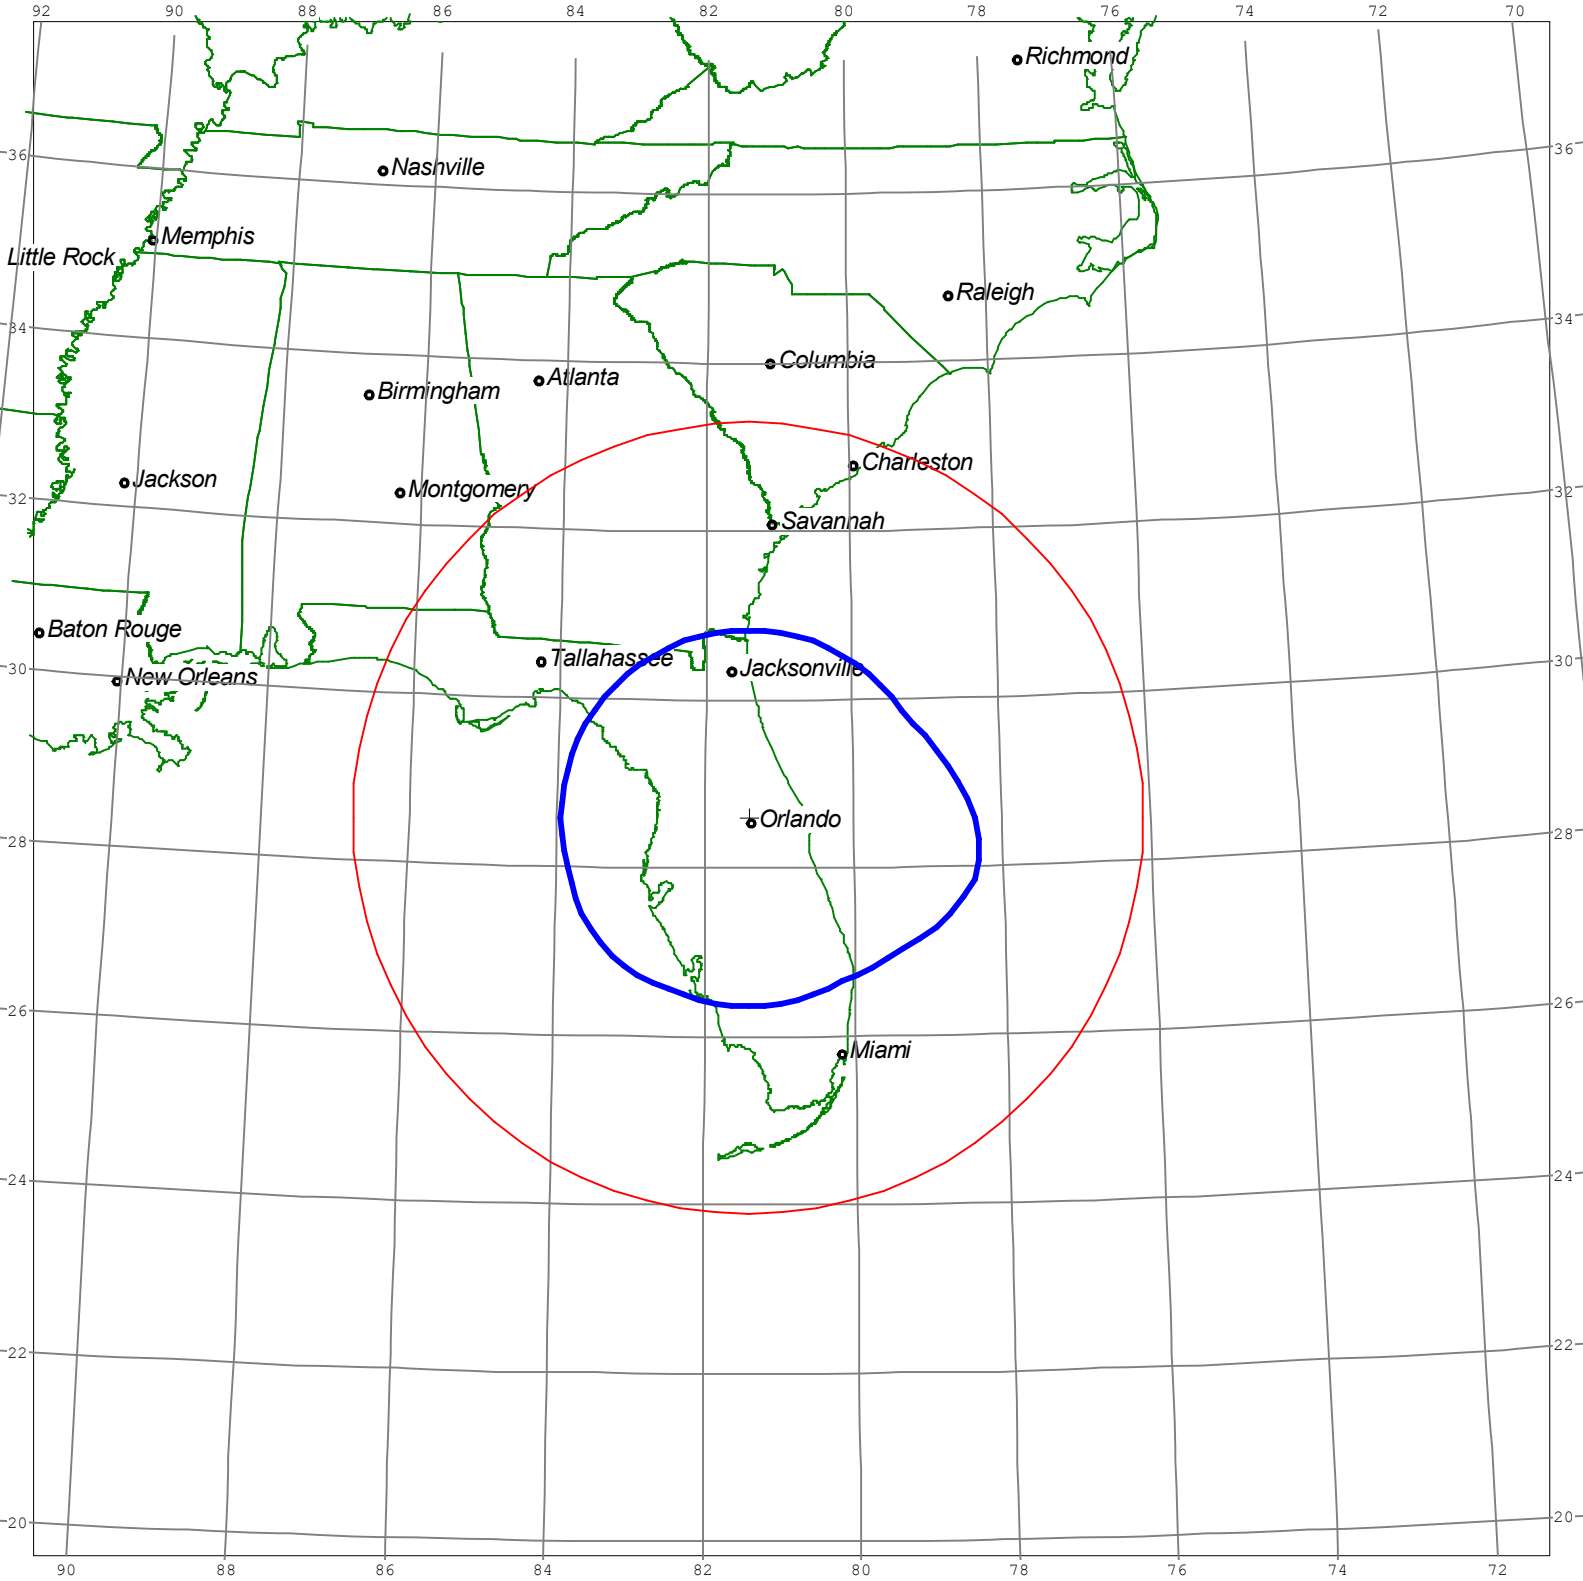 92 90 88 86 84 82 80 78 76 74 72 70
Richmond
36 36
Nashville
Memphis
Little Rock
Raleigh
34 34
Columbia
Atlanta
Birmingham
Charleston
Jackson
Montgomery
32 32
Savannah
Baton Rouge
Tallahassee
30 30
Jacksonville
New Orleans
Orlando
28 28
26 26
Miami
24 24
22 22
20 20
90 88 86 84 82 80 78 76 74 72